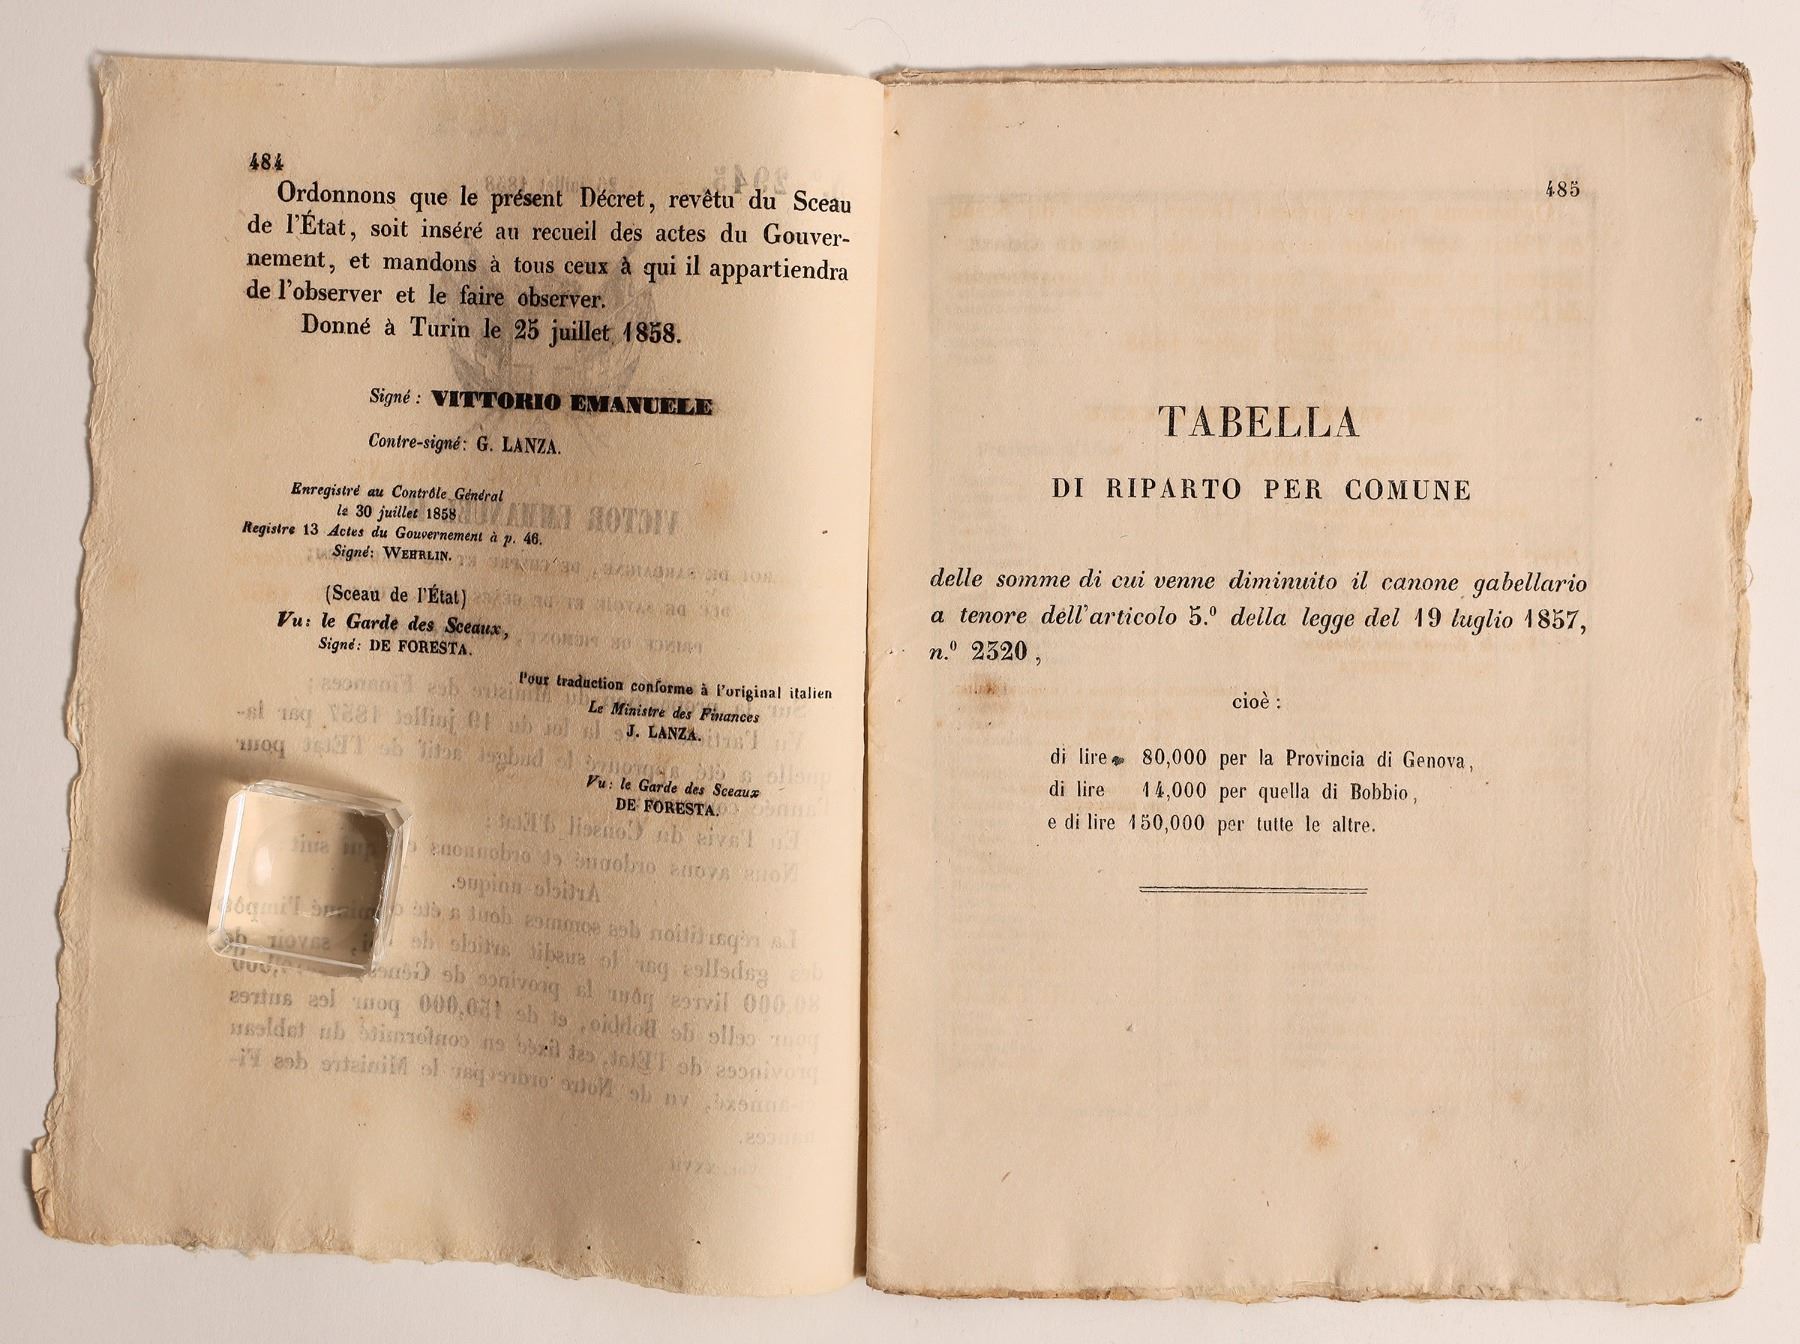 484
Ordonnons que le présent Décret, revêtu du Sceau
de l'État, soit inséré au recueil des actes du Gouver-
nement, et mandons à tous ceux à qui il appartiendra
de l'observer et le faire observer.
Donné à Turin le 25 juillet 1858.
Signé : VITTORIO EMANUELE
Contre-signé: G. LANZA.
Enregistré au Contrôle Général
le 30 juillet 1858
Registre 13 Actes du Gouvernement à p. 46.
Signé: WEHRLIN.
(Sceau de l'État)
Vu: le Garde des Sceaux,
Signé: DE FORESTA.
Pour traduction conforme à l'original italien
Le Ministre des Finances
J. LANZA.
Vu: le Garde des Sceaux
DE FORESTA.
485
TABELLA
DI RIPARTO PER COMUNE
delle somme di cui venne diminuito il canone gabellario
a tenore dell'articolo 5.º della legge del 19 luglio 1857,
n.º 2320,
cioè :
di lire 80,000 per la Provincia di Genova,
di lire 14,000 per quella di Bobbio,
e di lire 150,000 per tutte le altre.